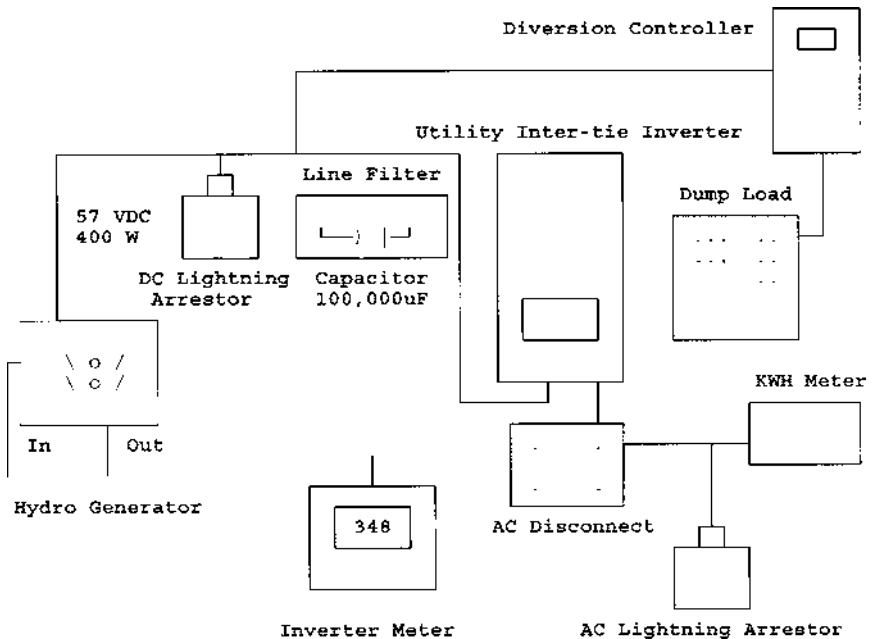 Diversion Controller
Utility Inter-tie Inverter
Line Filter
Dump Load
57 VDC
400 W
DC Lightning
Arrestor
Capacitor
100,000uF
KWH Meter
In
Out
Hydro Generator
348
AC Disconnect
Inverter Meter
AC Lightning Arrestor